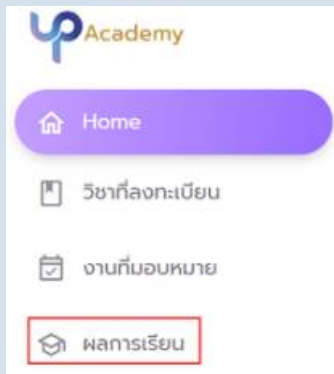 UP Academy
Home
วิชาที่ลงทะเบียน
งานที่มอบหมาย
ผลการเรียน